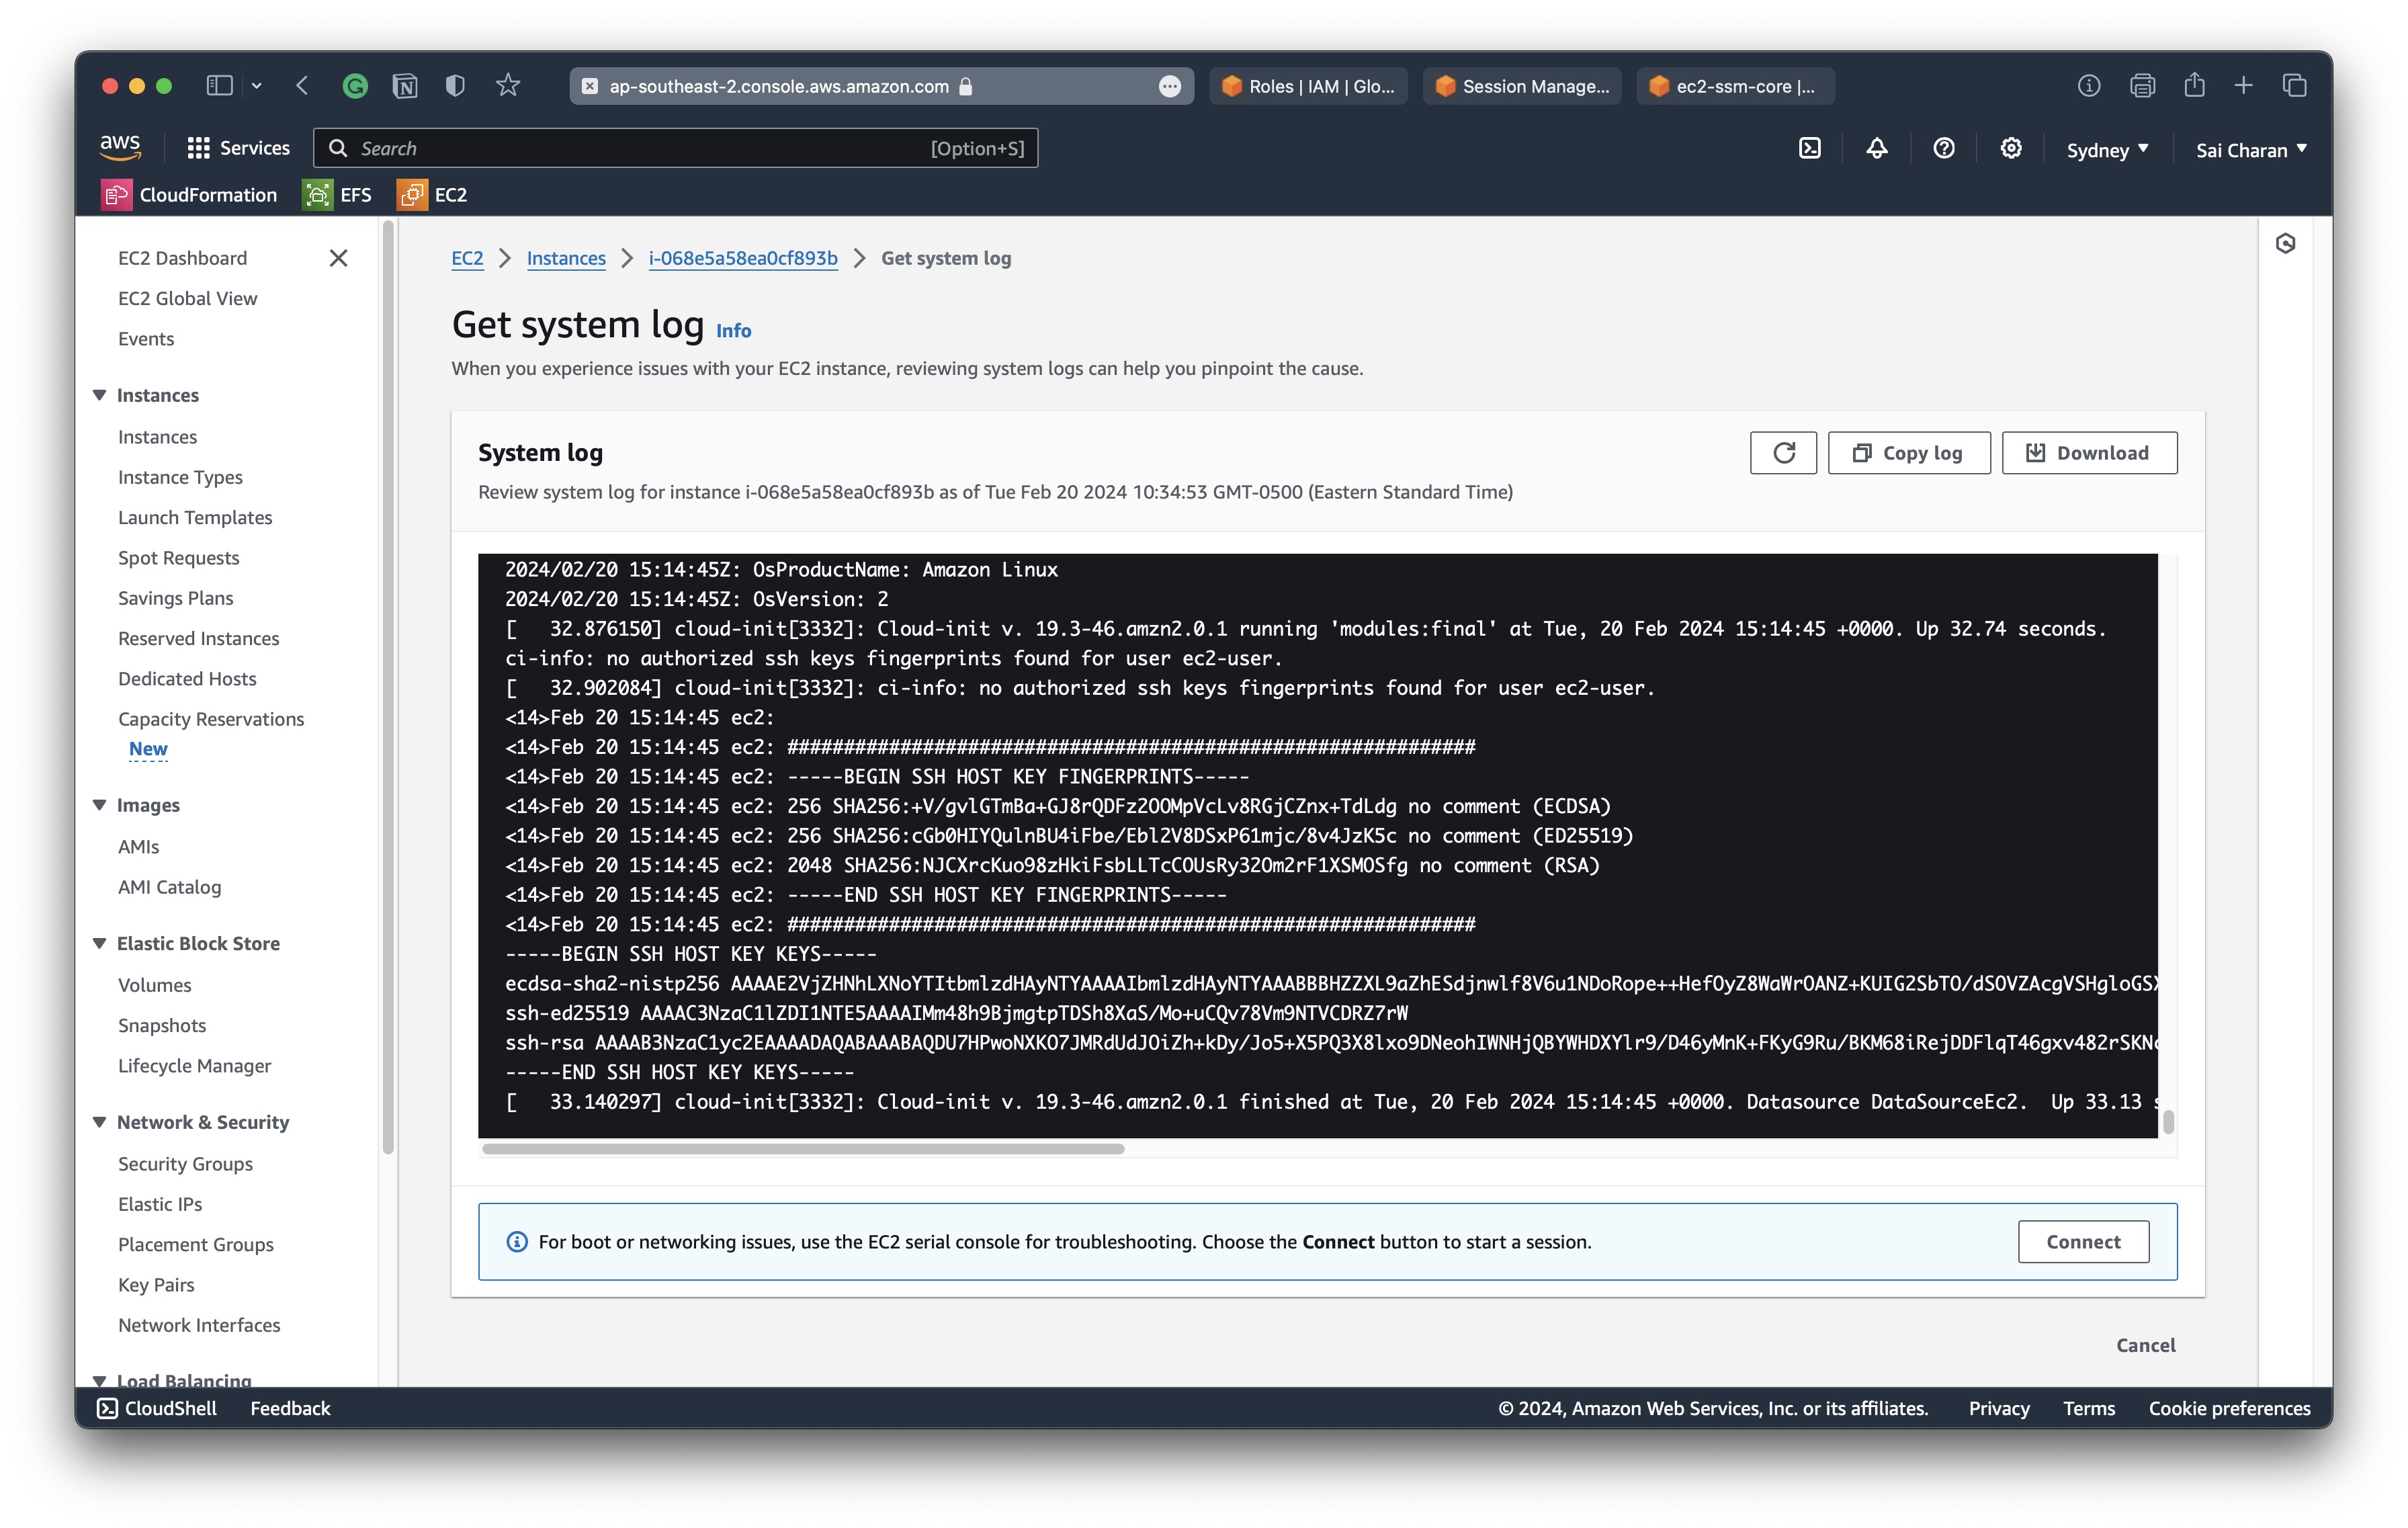 ap-southeast-2.console.aws.amazon.com
Roles | IAM | Glo...
Session Manage...
ec2-ssm-core |...
aws
Services
Search
[Option+S]
Sydney
Sai Charan
CloudFormation
EFS
EC2
EC2 Dashboard
EC2 Global View
Events
Instances
Instances
Instance Types
Launch Templates
Spot Requests
Savings Plans
Reserved Instances
Dedicated Hosts
Capacity Reservations
New
Images
AMIs
AMI Catalog
Elastic Block Store
Volumes
Snapshots
Lifecycle Manager
Network & Security
Security Groups
Elastic IPs
Placement Groups
Key Pairs
Network Interfaces
Load Balancing
EC2 > Instances > i-068e5a58ea0cf893b > Get system log
Get system log Info
When you experience issues with your EC2 instance, reviewing system logs can help you pinpoint the cause.
System log
Copy log
Download
Review system log for instance i-068e5a58ea0cf893b as of Tue Feb 20 2024 10:34:53 GMT-0500 (Eastern Standard Time)
2024/02/20 15:14:45Z: OsProductName: Amazon Linux
2024/02/20 15:14:45Z: OsVersion: 2
[   32.876150] cloud-init[3332]: Cloud-init v. 19.3-46.amzn2.0.1 running 'modules:final' at Tue, 20 Feb 2024 15:14:45 +0000. Up 32.74 seconds.
ci-info: no authorized ssh keys fingerprints found for user ec2-user.
[   32.902084] cloud-init[3332]: ci-info: no authorized ssh keys fingerprints found for user ec2-user.
<14>Feb 20 15:14:45 ec2:
<14>Feb 20 15:14:45 ec2: #############################################################
<14>Feb 20 15:14:45 ec2: -----BEGIN SSH HOST KEY FINGERPRINTS-----
<14>Feb 20 15:14:45 ec2: 256 SHA256:+V/gvlGTmBa+GJ8rQDFz2OOMpVcLv8RGjCZnx+TdLdg no comment (ECDSA)
<14>Feb 20 15:14:45 ec2: 256 SHA256:cGb0HIYQulnBU4iFbe/Ebl2V8DSxP61mjc/8v4JzK5c no comment (ED25519)
<14>Feb 20 15:14:45 ec2: 2048 SHA256:NJCXrcKuo98zHkiFsbLLTcCOUsRy32Om2rF1XSMOSfg no comment (RSA)
<14>Feb 20 15:14:45 ec2: -----END SSH HOST KEY FINGERPRINTS-----
<14>Feb 20 15:14:45 ec2: #############################################################
-----BEGIN SSH HOST KEY KEYS-----
ecdsa-sha2-nistp256 AAAAE2VjZHNhLXNoYTItbmlzdHAyNTYAAAAIbmlzdHAyNTYAAABBBHZZXL9aZhESdjnwlf8V6u1NDoRope++HefOyZ8WaWrOANZ+KUIG2SbTO/dSOVZAcgVSHgloGSX
ssh-ed25519 AAAAC3NzaC1lZDI1NTE5AAAAIMm48h9BjmgtpTDSh8XaS/Mo+uCQv78Vm9NTVCDRZ7rW
ssh-rsa AAAAB3NzaC1yc2EAAAADAQABAAABAQDU7HPwoNXKO7JMRdUdJOiZh+kDy/Jo5+X5PQ3X8lxo9DNeohIWNHjQBYWHDXYlr9/D46yMnK+FKyG9Ru/BKM68iRejDDFlqT46gxv482rSKN
-----END SSH HOST KEY KEYS-----
[   33.140297] cloud-init[3332]: Cloud-init v. 19.3-46.amzn2.0.1 finished at Tue, 20 Feb 2024 15:14:45 +0000. Datasource DataSourceEc2.  Up 33.13 s
For boot or networking issues, use the EC2 serial console for troubleshooting. Choose the Connect button to start a session.
Connect
Cancel
CloudShell
Feedback
© 2024, Amazon Web Services, Inc. or its affiliates.
Privacy
Terms
Cookie preferences